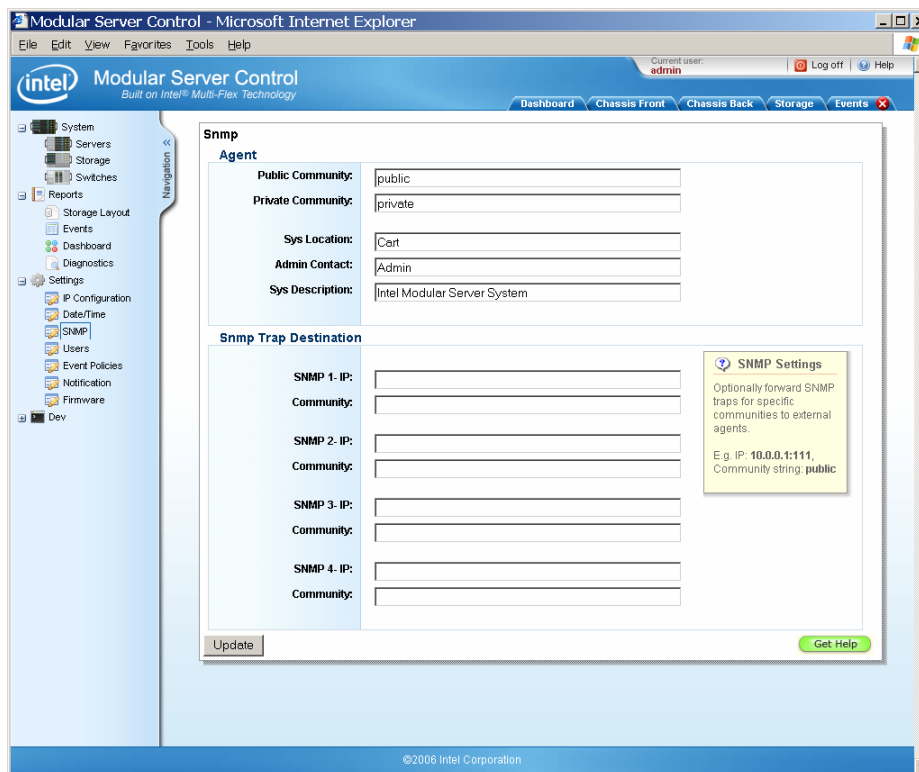 Modular Server Control - Microsoft Internet Explorer
File Edit View Favorites Tools Help
intel
Modular Server Control
Built on Intel® Multi-Flex Technology
Current user:
admin
Log off
Help
Dashboard
Chassis Front
Chassis Back
Storage
Events
System
Servers
Storage
Switches
Reports
Storage Layout
Events
Dashboard
Diagnostics
Settings
IP Configuration
Date/Time
SNMP
Users
Event Policies
Notification
Firmware
Dev
« Navigation
Snmp
Agent
Public Community: public
Private Community: private
Sys Location: Cart
Admin Contact: Admin
Sys Description: Intel Modular Server System
Snmp Trap Destination
SNMP 1- IP:
Community:
SNMP 2- IP:
Community:
SNMP 3- IP:
Community:
SNMP 4- IP:
Community:
SNMP Settings
Optionally forward SNMP
traps for specific
communities to external
agents.
E.g. IP: 10.0.0.1:111,
Community string: public
Update
Get Help
©2006 Intel Corporation